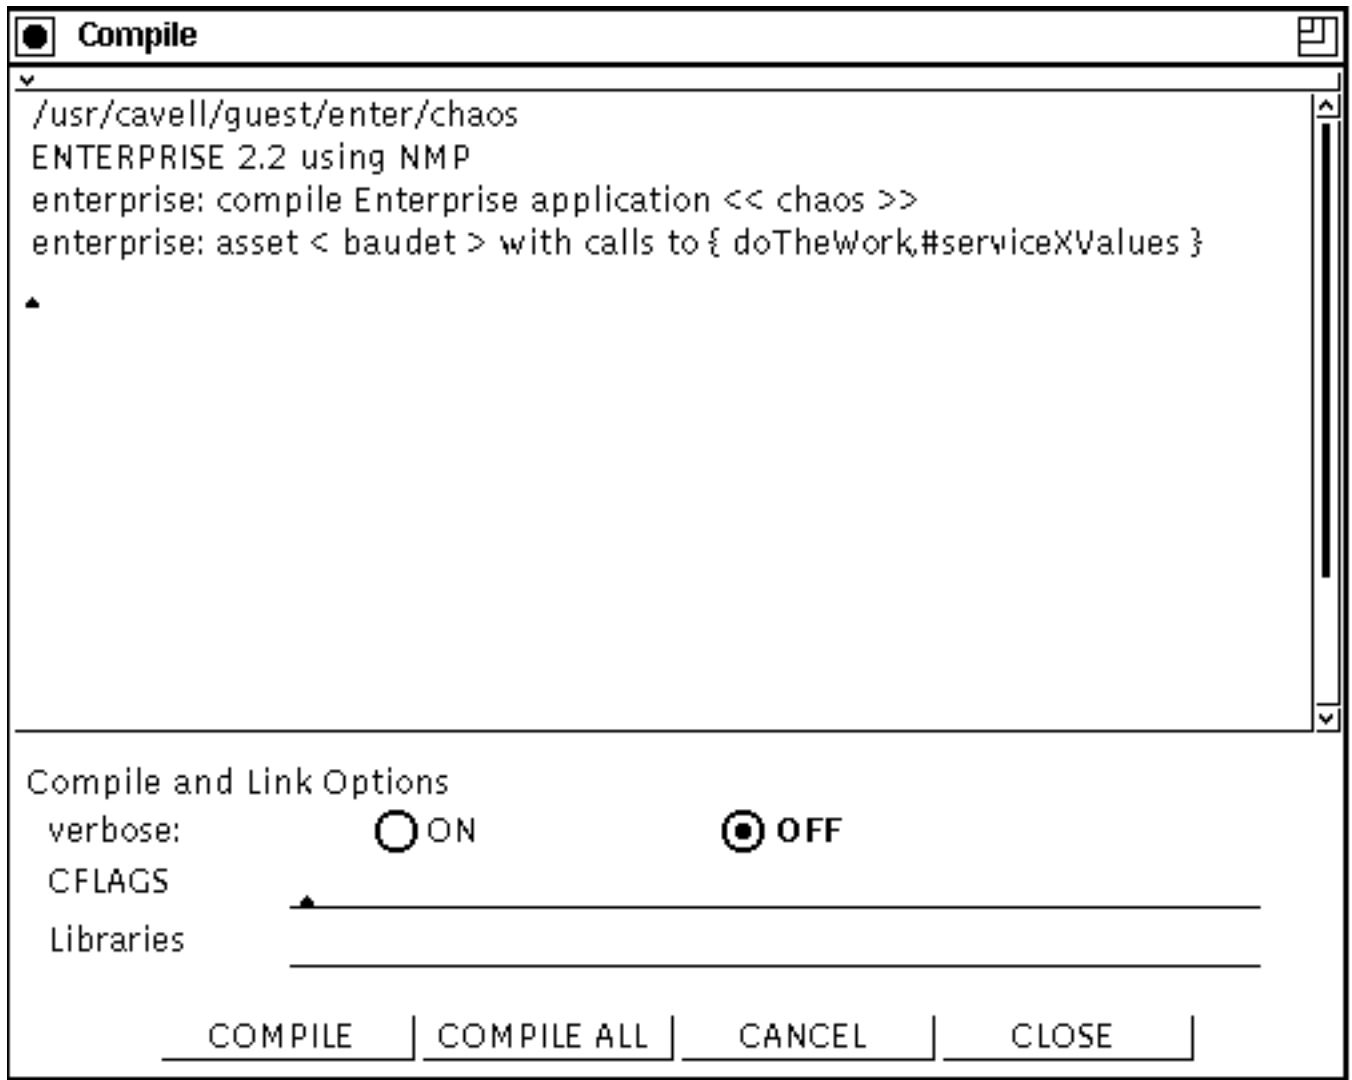 Compile
/usr/cavell/guest/enter/chaos
ENTERPRISE 2.2 using NMP
enterprise: compile Enterprise application << chaos >>
enterprise: asset < baudet > with calls to { doTheWork,#serviceXValues }
Compile and Link Options
verbose: ON OFF
CFLAGS
Libraries
COMPILE COMPILE ALL CANCEL CLOSE